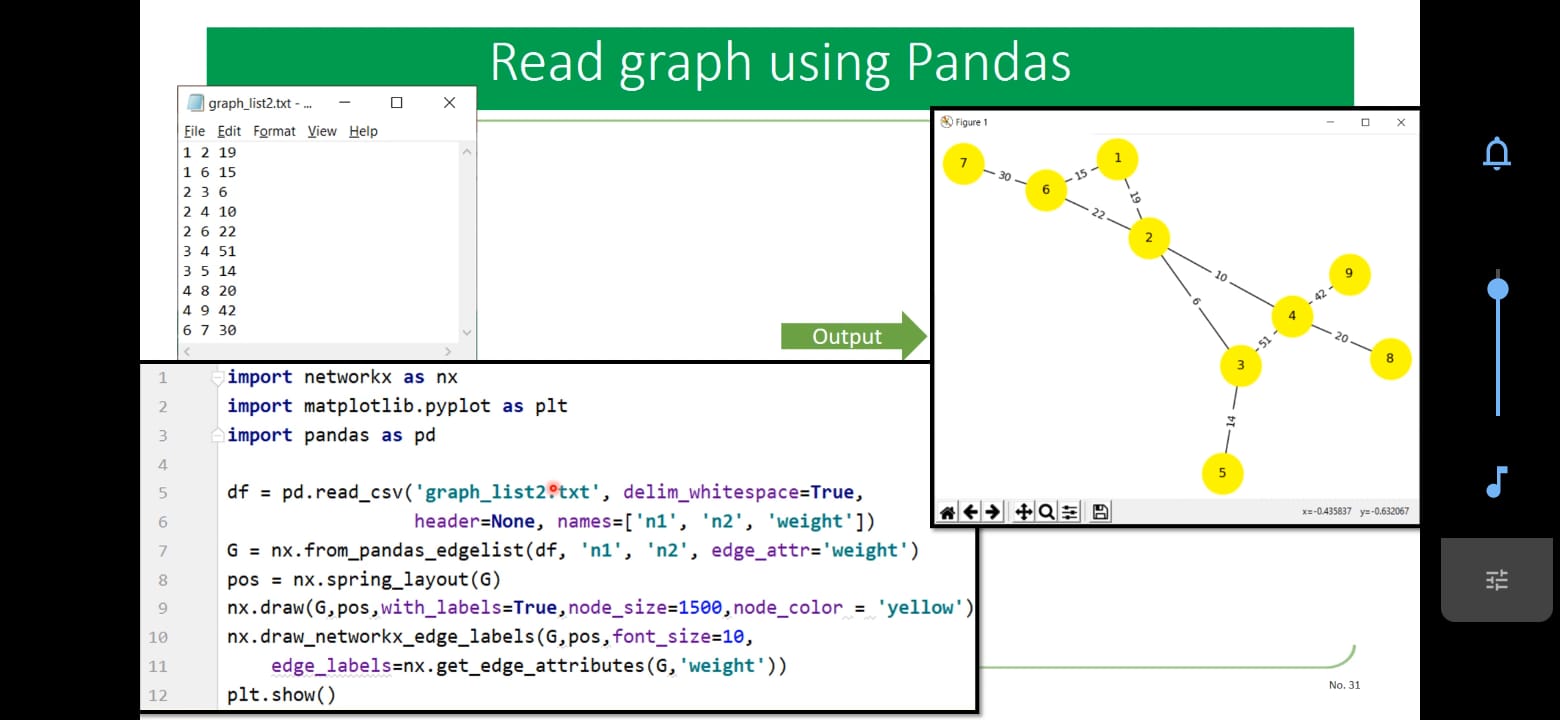 Read graph using Pandas
graph_list2.txt - ...
File Edit Format View Help
1 2 19
1 6 15
2 3 6
2 4 10
2 6 22
3 4 51
3 5 14
4 8 20
4 9 42
6 7 30
Output
Figure 1
7
30
6
15
1
19
22
2
10
6
9
42
4
51
20
8
3
14
5
x=-0.435837 y=-0.632067
1 import networkx as nx
2 import matplotlib.pyplot as plt
3 import pandas as pd
4
5 df = pd.read_csv('graph_list2.txt', delim_whitespace=True,
6 header=None, names=['n1', 'n2', 'weight'])
7 G = nx.from_pandas_edgelist(df, 'n1', 'n2', edge_attr='weight')
8 pos = nx.spring_layout(G)
9 nx.draw(G,pos,with_labels=True,node_size=1500,node_color = 'yellow')
10 nx.draw_networkx_edge_labels(G,pos,font_size=10,
11 edge_labels=nx.get_edge_attributes(G,'weight'))
12 plt.show()
No. 31